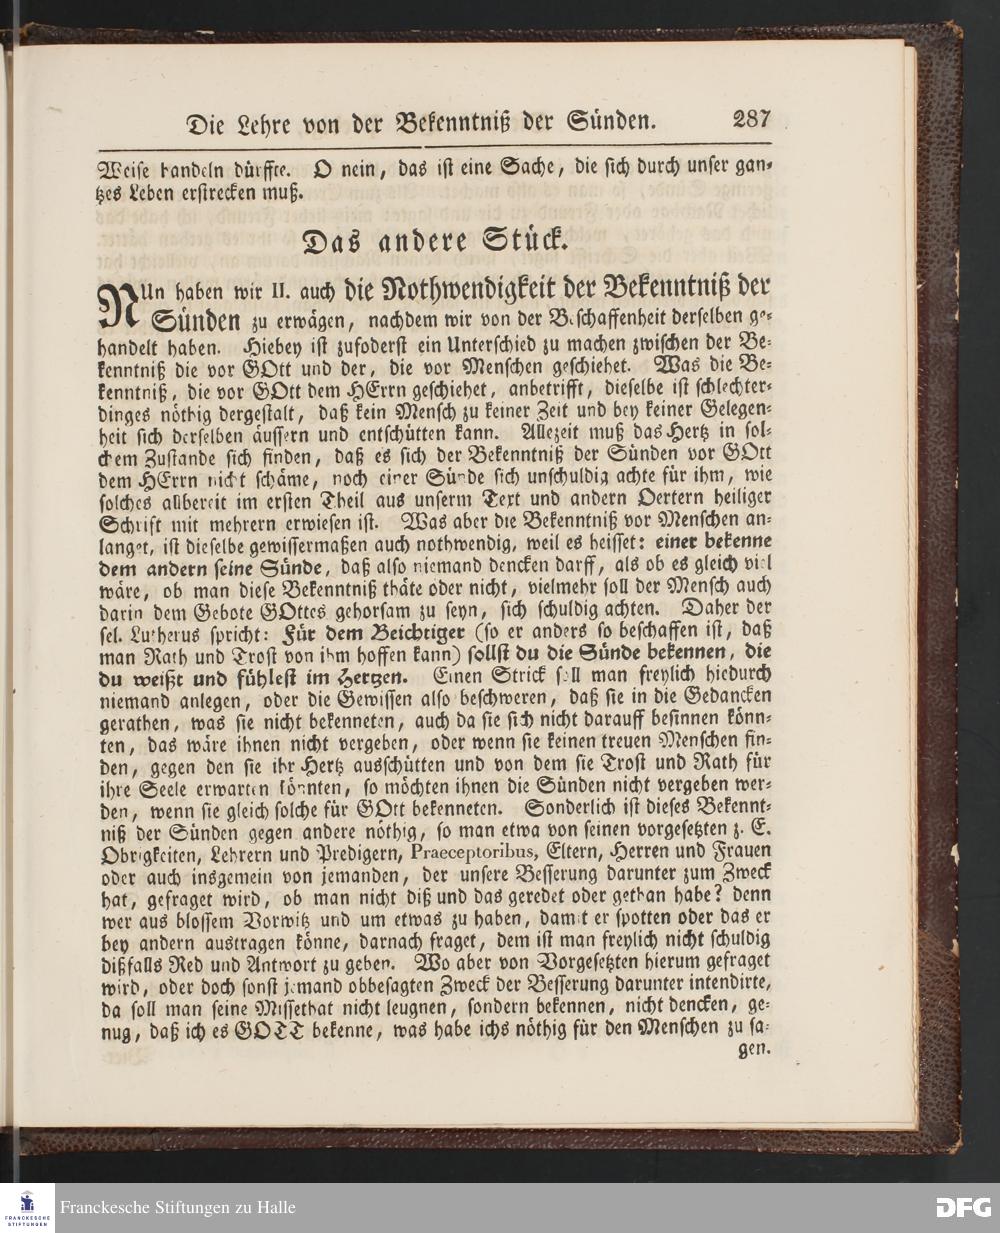 Die Lehre von der Bekenntniß der Sünden. 287
Weise handeln dürffte. O nein, das ist eine Sache, die sich durch unser gan-
tzes Leben erstrecken muß.
Das andere Stück.
NUn haben wir II. auch die Nothwendigkeit der Bekenntniß der
Sünden zu erwägen, nachdem wir von der Beschaffenheit derselben ge-
handelt haben. Hiebey ist zufoderst ein Unterschied zu machen zwischen der Be-
kenntniß die vor GOtt und der, die vor Menschen geschiehet. Was die Be-
kenntniß, die vor GOtt dem HErrn geschiehet, anbetrifft, dieselbe ist schlechter-
dinges nöthig dergestalt, daß kein Mensch zu keiner Zeit und bey keiner Gelegen-
heit sich derselben äussern und entschütten kann. Allezeit muß das Hertz in sol-
chem Zustande sich finden, daß es sich der Bekenntniß der Sünden vor GOtt
dem HErrn nicht schäme, noch einer Sünde sich unschuldig achte für ihm, wie
solches allbereit im ersten Theil aus unserm Text und andern Oertern heiliger
Schrift mit mehrern erwiesen ist. Was aber die Bekenntniß vor Menschen an-
langet, ist dieselbe gewissermaßen auch nothwendig, weil es heisset: einer bekenne
dem andern seine Sünde, daß also niemand dencken darff, als ob es gleich viel
wäre, ob man diese Bekenntniß thäte oder nicht, vielmehr soll der Mensch auch
darin dem Gebote GOttes gehorsam zu seyn, sich schuldig achten. Daher der
sel. Lutherus spricht: Für dem Beichtiger (so er anders so beschaffen ist, daß
man Rath und Trost von ihm hoffen kann) sollst du die Sünde bekennen, die
du weißt und fühlest im Hertzen. Einen Strick soll man freylich hiedurch
niemand anlegen, oder die Gewissen also beschweren, daß sie in die Gedancken
gerathen, was sie nicht bekenneten, auch da sie sich nicht darauff besinnen könn-
ten, das wäre ihnen nicht vergeben, oder wenn sie keinen treuen Menschen fin-
den, gegen den sie ihr Hertz ausschütten und von dem sie Trost und Rath für
ihre Seele erwarten könnten, so möchten ihnen die Sünden nicht vergeben wer-
den, wenn sie gleich solche für GOtt bekenneten. Sonderlich ist dieses Bekennt-
niß der Sünden gegen andere nöthig, so man etwa von seinen vorgesetzten z. E.
Obrigkeiten, Lehrern und Predigern, Praeceptoribus, Eltern, Herren und Frauen
oder auch insgemein von jemanden, der unsere Besserung darunter zum Zweck
hat, gefraget wird, ob man nicht diß und das geredet oder gethan habe? denn
wer aus blossem Vorwitz und um etwas zu haben, damit er spotten oder das er
bey andern austragen könne, darnach fraget, dem ist man freylich nicht schuldig
dißfalls Red und Antwort zu geben. Wo aber von Vorgesetzten hierum gefraget
wird, oder doch sonst jemand obbesagten Zweck der Besserung darunter intendirte,
da soll man seine Missethat nicht leugnen, sondern bekennen, nicht dencken, ge-
nug, daß ich es GOTT bekenne, was habe ichs nöthig für den Menschen zu sa-
gen.
FRANCKESCHE
STIFTUNGEN
Franckesche Stiftungen zu Halle
DFG